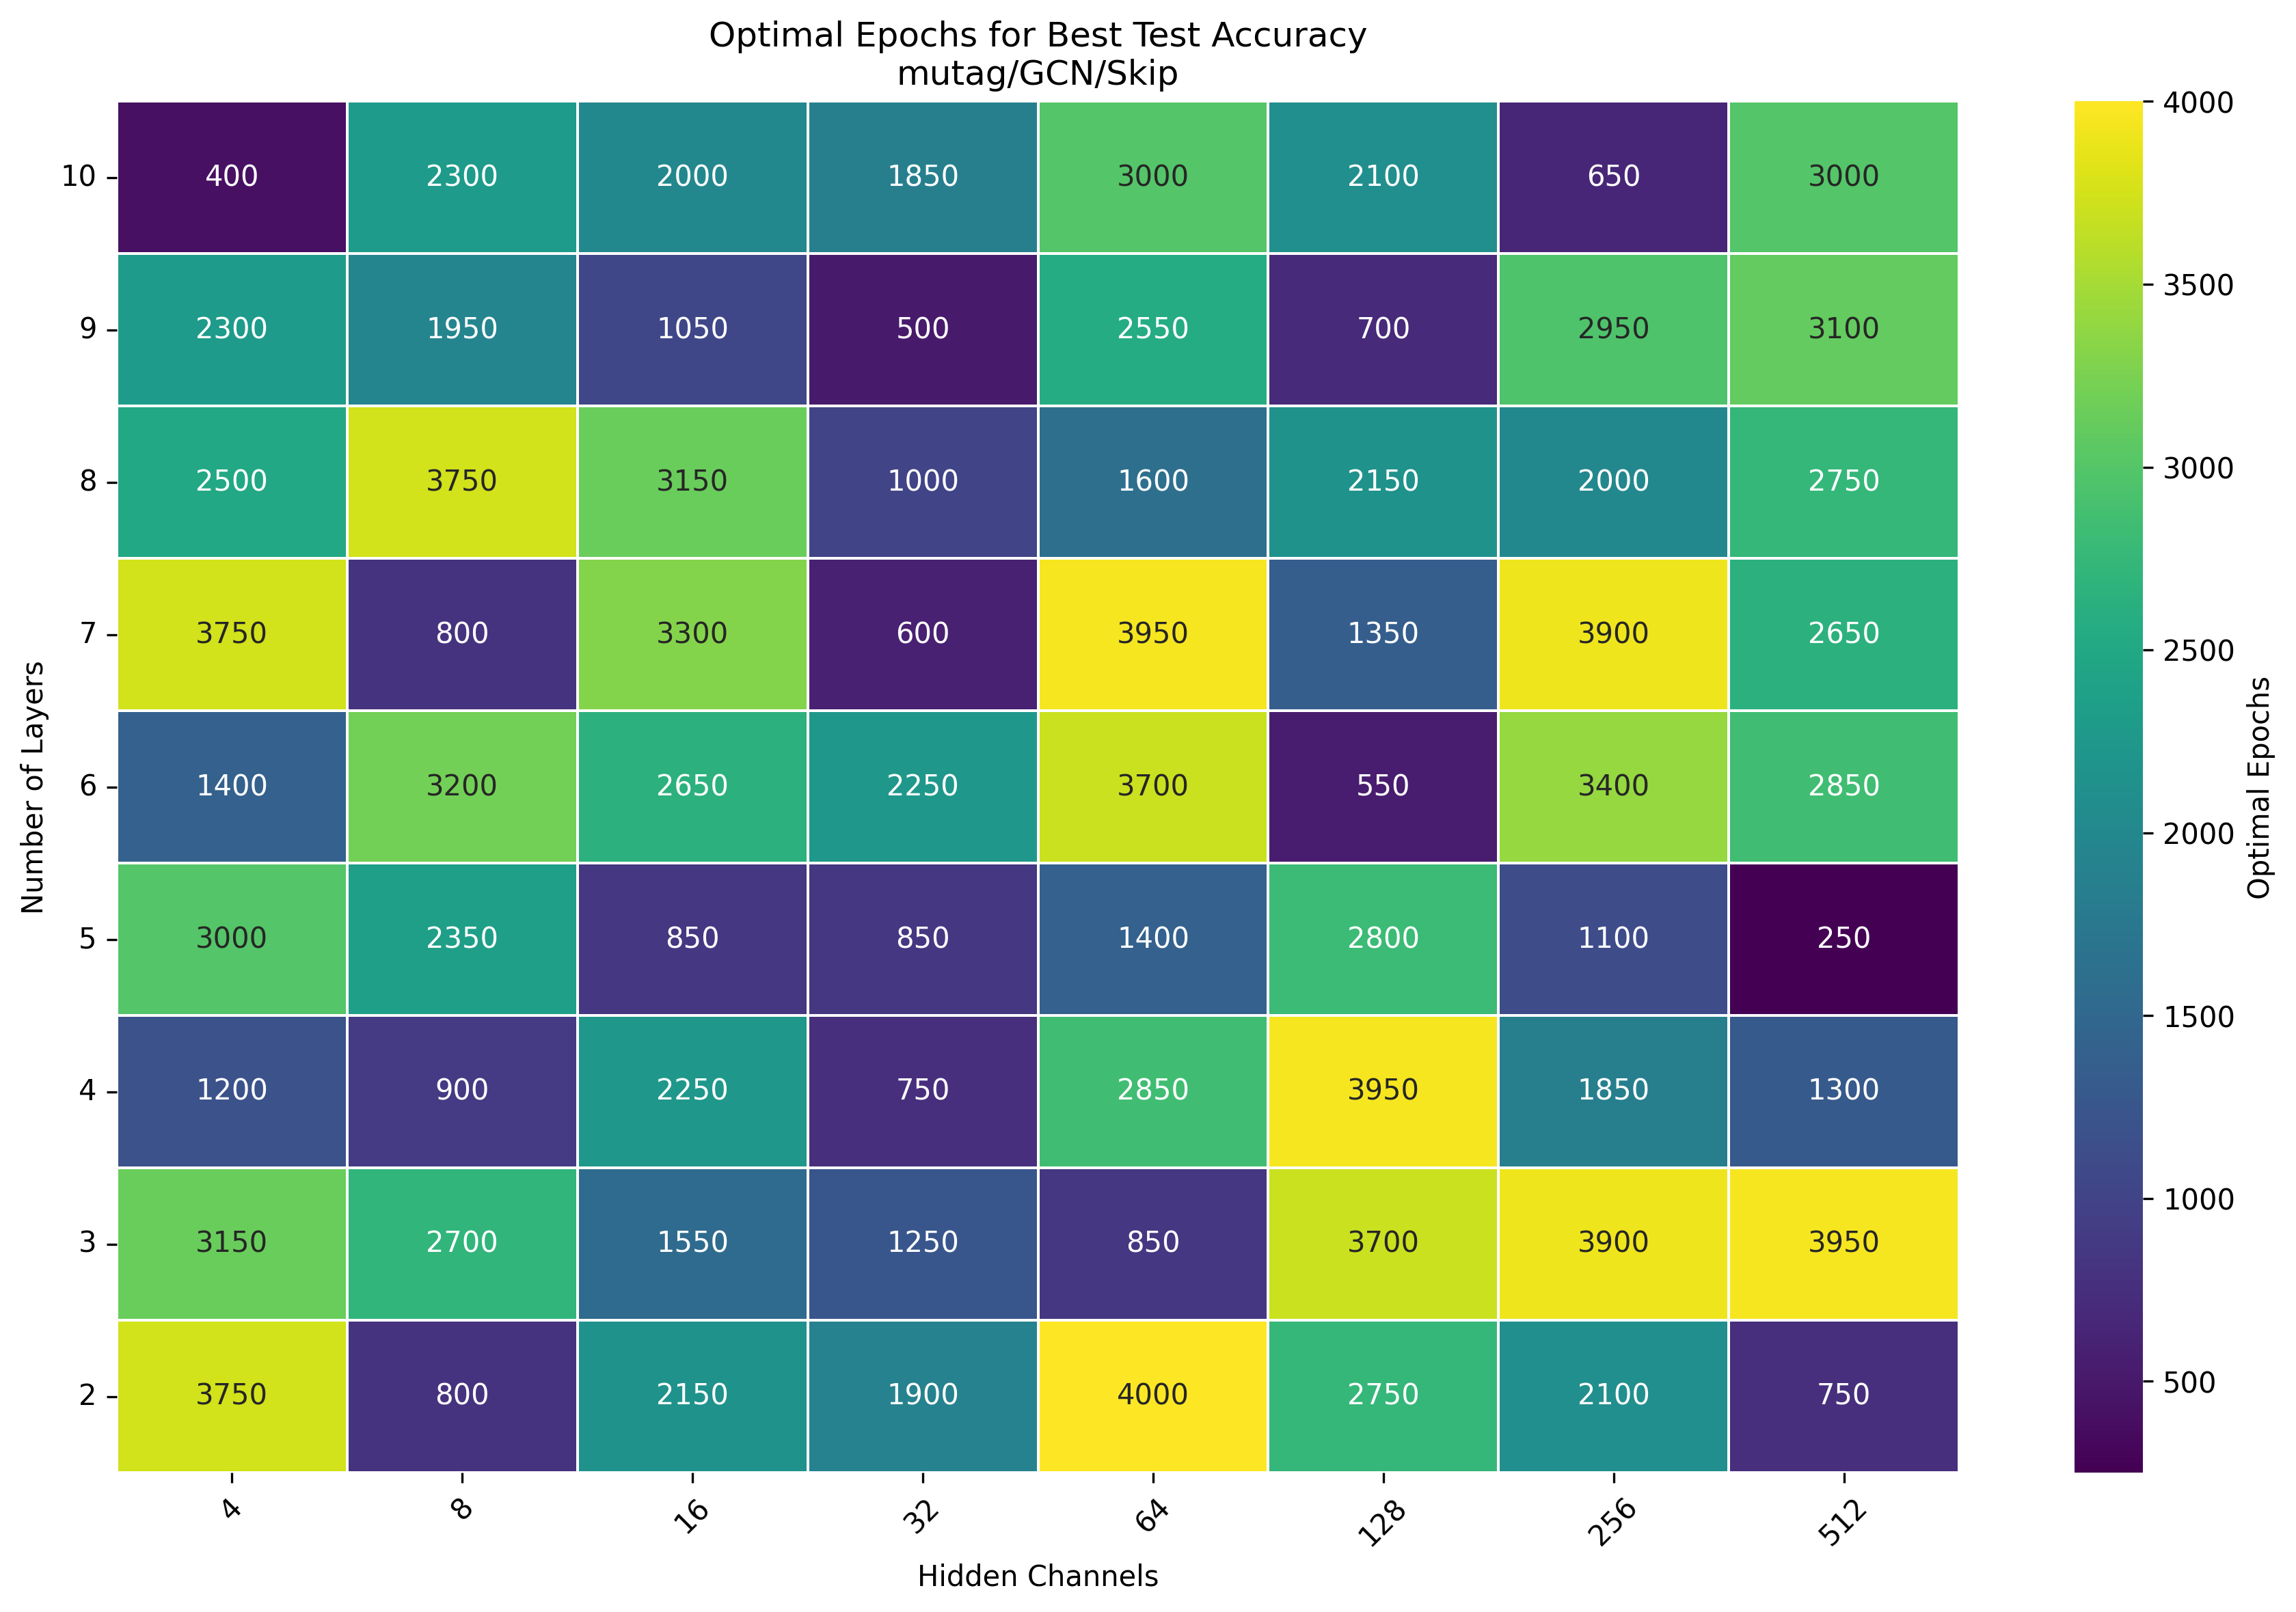 Optimal Epochs for Best Test Accuracy
mutag/GCN/Skip
Number of Layers
10 400 2300 2000 1850 3000 2100 650 3000
9 2300 1950 1050 500 2550 700 2950 3100
8 2500 3750 3150 1000 1600 2150 2000 2750
7 3750 800 3300 600 3950 1350 3900 2650
6 1400 3200 2650 2250 3700 550 3400 2850
5 3000 2350 850 850 1400 2800 1100 250
4 1200 900 2250 750 2850 3950 1850 1300
3 3150 2700 1550 1250 850 3700 3900 3950
2 3750 800 2150 1900 4000 2750 2100 750
4 8 16 32 64 128 256 512
Hidden Channels
4000
3500
3000
2500
2000
1500
1000
500
Optimal Epochs